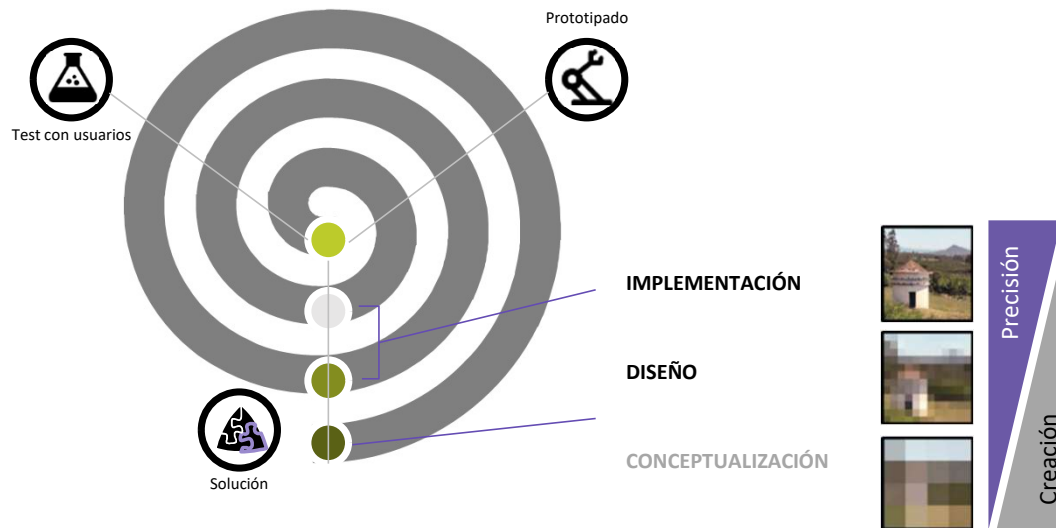 Prototipado
Test con usuarios
IMPLEMENTACIÓN
Precisión
DISEÑO
Creación
CONCEPTUALIZACIÓN
Solución